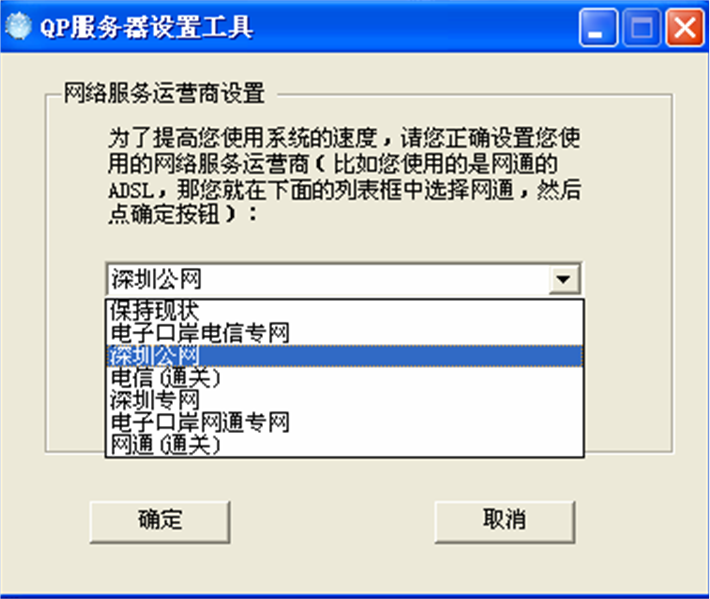 QP服务器设置工具
网络服务运营商设置
为了提高您使用系统的速度，请您正确设置您使
用的网络服务运营商（比如您使用的是网通的
ADSL，那您就在下面的列表框中选择网通，然后
点确定按钮）：
深圳公网
保持现状
电子口岸电信专网
深圳公网
电信(通关)
深圳专网
电子口岸网通专网
网通(通关)
确定
取消